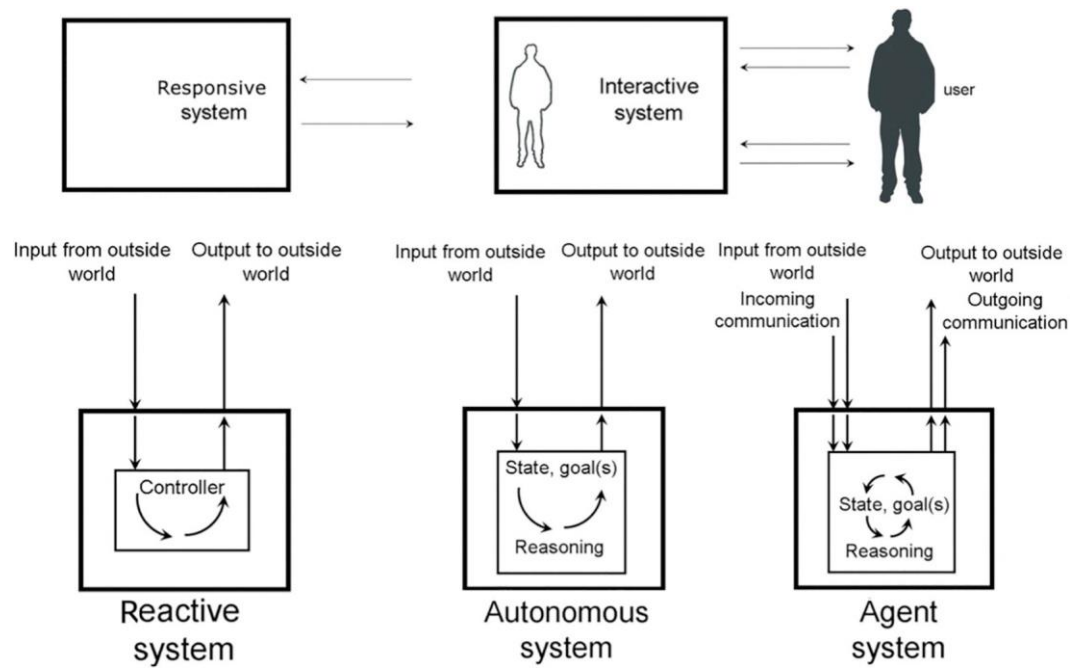 Responsive
system
Interactive
system
user
Input from outside
world
Output to outside
world
Controller
Reactive
system
Input from outside
world
Output to outside
world
State, goal(s)
Reasoning
Autonomous
system
Input from outside
world
Incoming
communication
Output to outside
world
Outgoing
communication
State, goal(s)
Reasoning
Agent
system